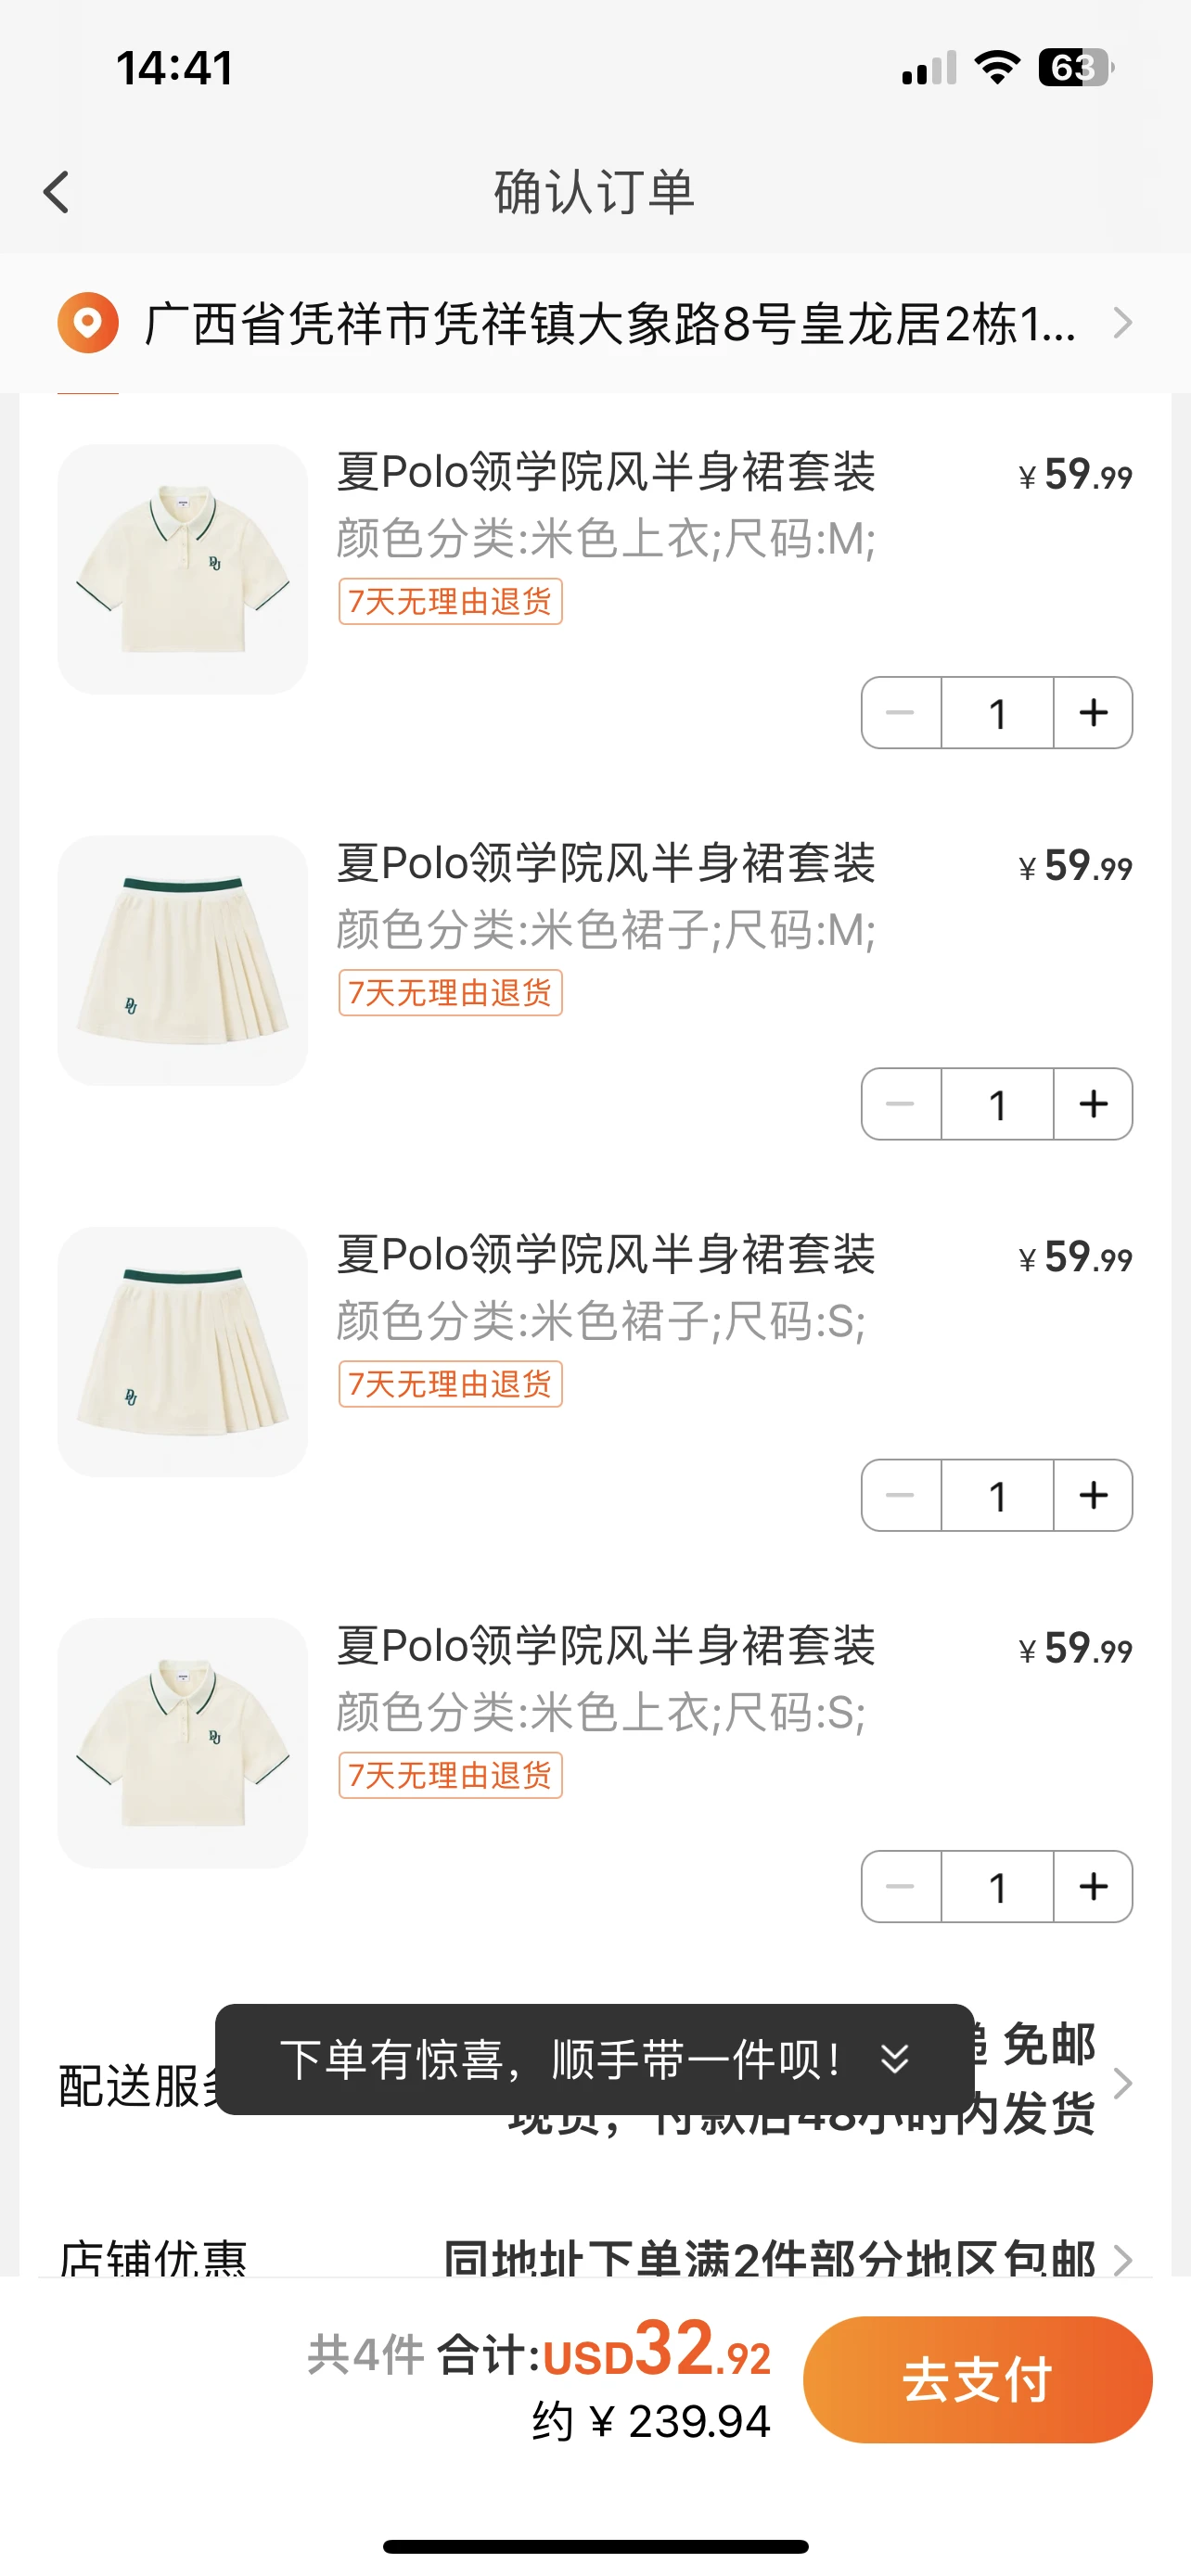 14:41
63
确认订单
广西省凭祥市凭祥镇大象路8号皇龙居2栋1...
夏Polo领学院风半身裙套装
¥ 59.99
颜色分类:米色上衣;尺码:M;
7天无理由退货
1
夏Polo领学院风半身裙套装
¥ 59.99
颜色分类:米色裙子;尺码:M;
7天无理由退货
1
夏Polo领学院风半身裙套装
¥ 59.99
颜色分类:米色裙子;尺码:S;
7天无理由退货
1
夏Polo领学院风半身裙套装
¥ 59.99
颜色分类:米色上衣;尺码:S;
7天无理由退货
1
下单有惊喜，顺手带一件呗！
配送服务
免邮
现货，付款后48小时内发货
店铺优惠
同地址下单满2件部分地区包邮
共4件 合计:USD32.92
约 ¥ 239.94
去支付